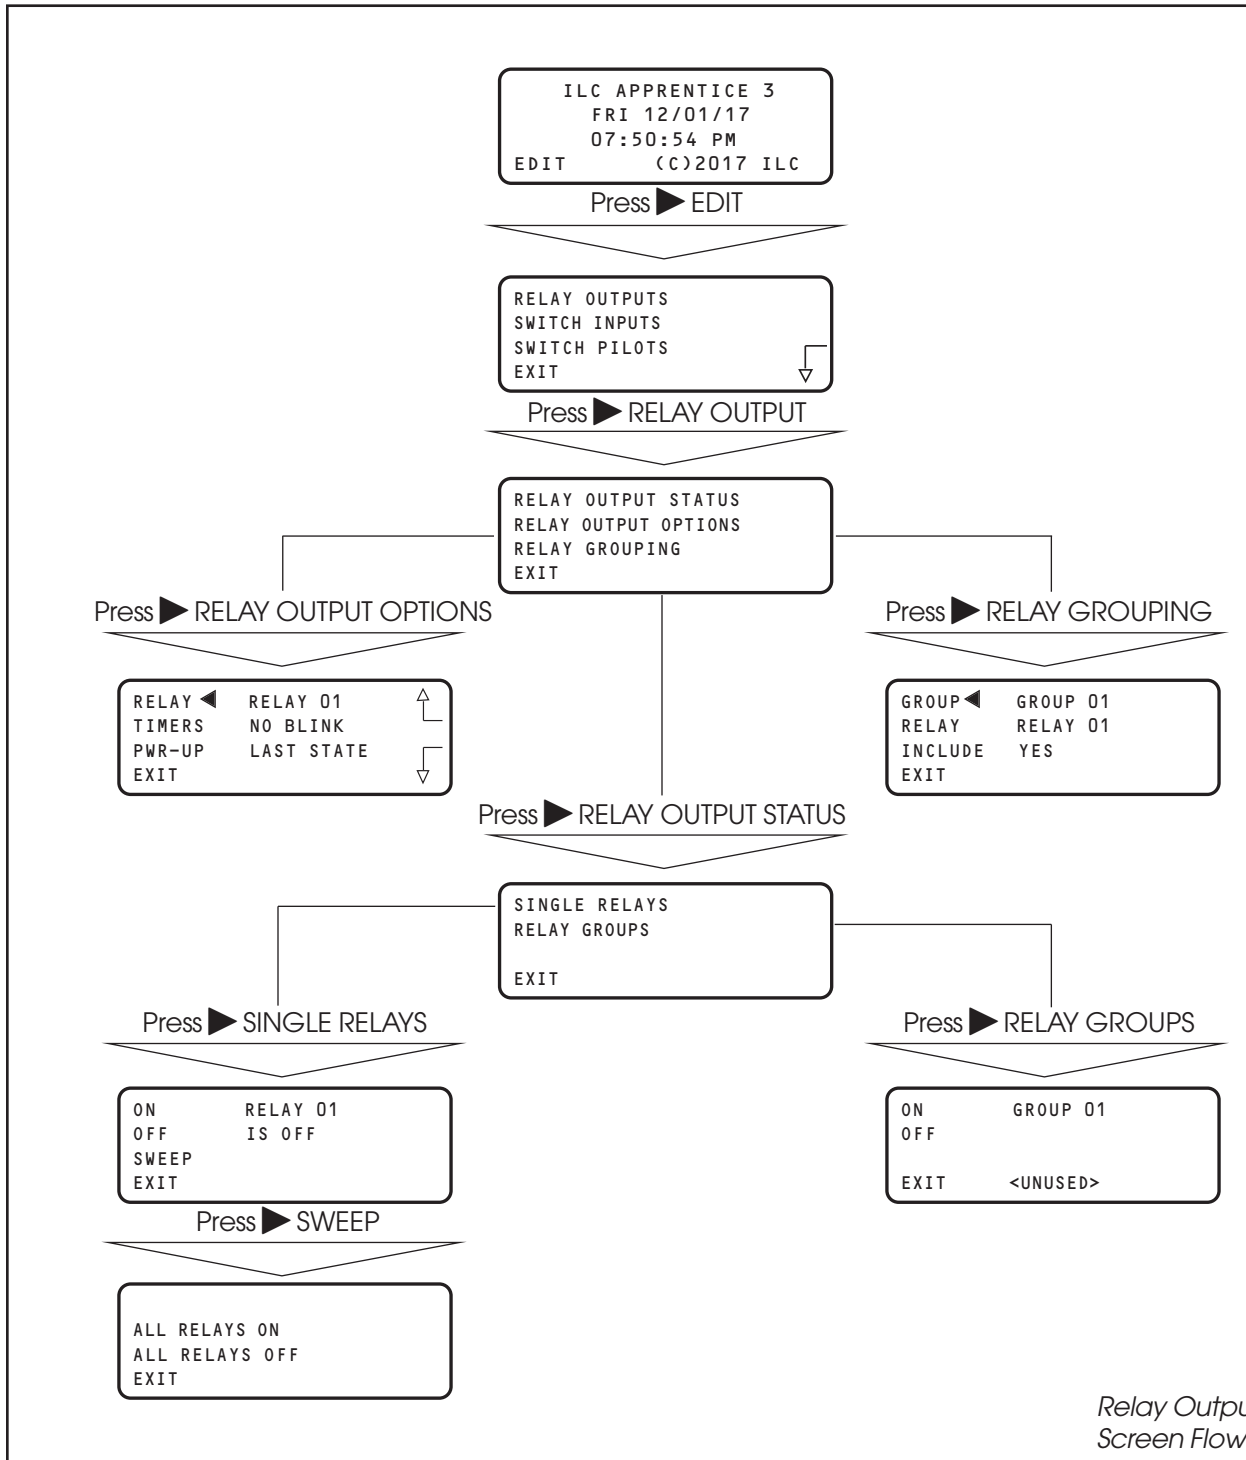 ILC APPRENTICE 3
FRI 12/01/17
07:50:54 PM
EDIT (C)2017 ILC
Press EDIT
RELAY OUTPUTS
SWITCH INPUTS
SWITCH PILOTS
EXIT
Press RELAY OUTPUT
RELAY OUTPUT STATUS
RELAY OUTPUT OPTIONS
RELAY GROUPING
EXIT
Press RELAY OUTPUT OPTIONS
RELAY RELAY 01
TIMERS NO BLINK
PWR-UP LAST STATE
EXIT
Press RELAY GROUPING
GROUP GROUP 01
RELAY RELAY 01
INCLUDE YES
EXIT
Press RELAY OUTPUT STATUS
SINGLE RELAYS
RELAY GROUPS
EXIT
Press SINGLE RELAYS
ON RELAY 01
OFF IS OFF
SWEEP
EXIT
Press SWEEP
ALL RELAYS ON
ALL RELAYS OFF
EXIT
Press RELAY GROUPS
ON GROUP 01
OFF
EXIT <UNUSED>
Relay Outpu
Screen Flow